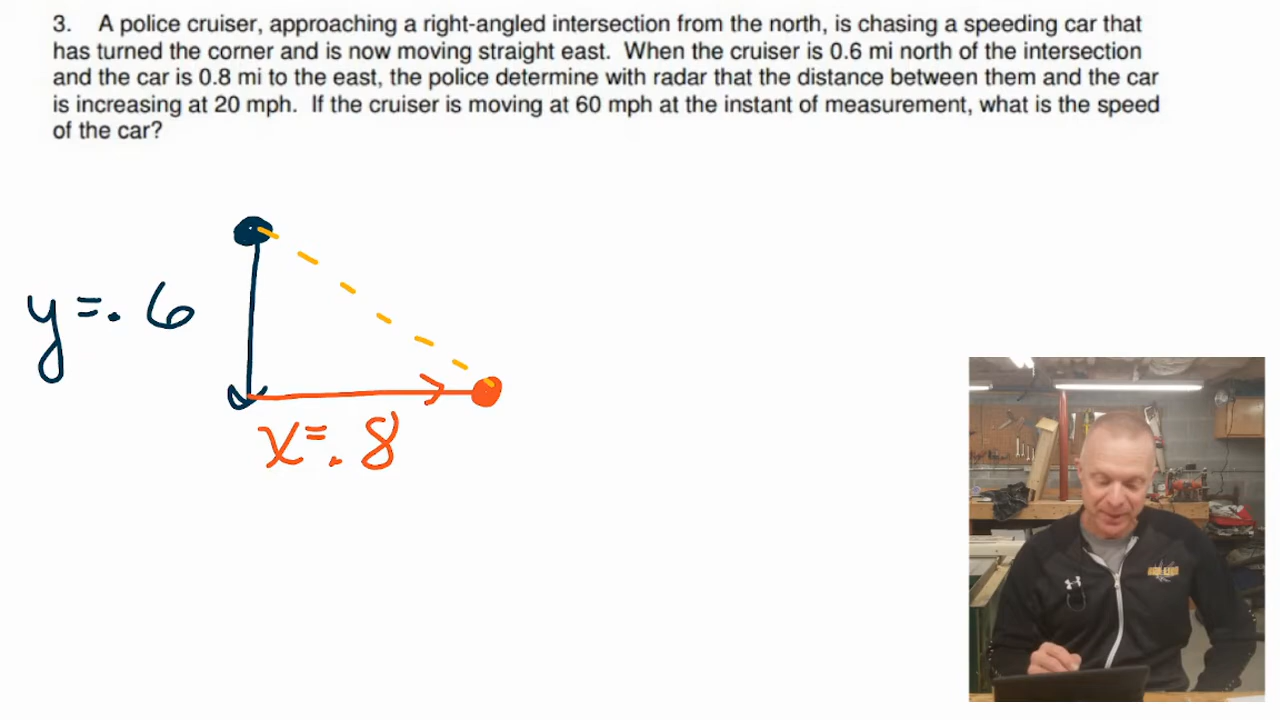 3. A police cruiser, approaching a right-angled intersection from the north, is chasing a speeding car that
has turned the corner and is now moving straight east. When the cruiser is 0.6 mi north of the intersection
and the car is 0.8 mi to the east, the police determine with radar that the distance between them and the car
is increasing at 20 mph. If the cruiser is moving at 60 mph at the instant of measurement, what is the speed
of the car?
y=.6
x=.8